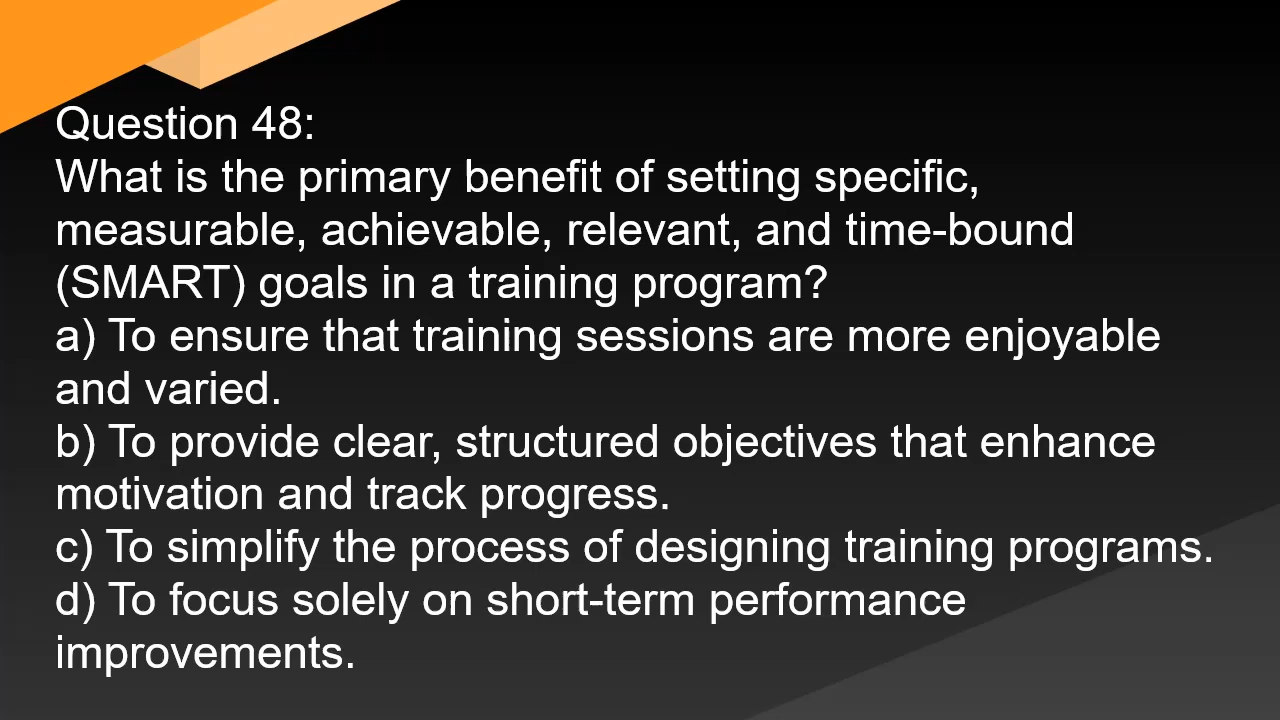 Question 48:
What is the primary benefit of setting specific,
measurable, achievable, relevant, and time-bound
(SMART) goals in a training program?
a) To ensure that training sessions are more enjoyable
and varied.
b) To provide clear, structured objectives that enhance
motivation and track progress.
c) To simplify the process of designing training programs.
d) To focus solely on short-term performance
improvements.